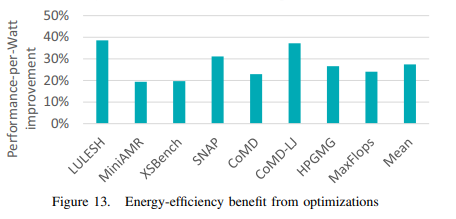 Performance-per-Watt
improvement
50%
40%
30%
20%
10%
0%
LULESH
MiniAMR
XSBench
SNAP
CoMD
CoMD-LJ
HPGMG
MaxFlops
Mean
Figure 13. Energy-efficiency benefit from optimizations